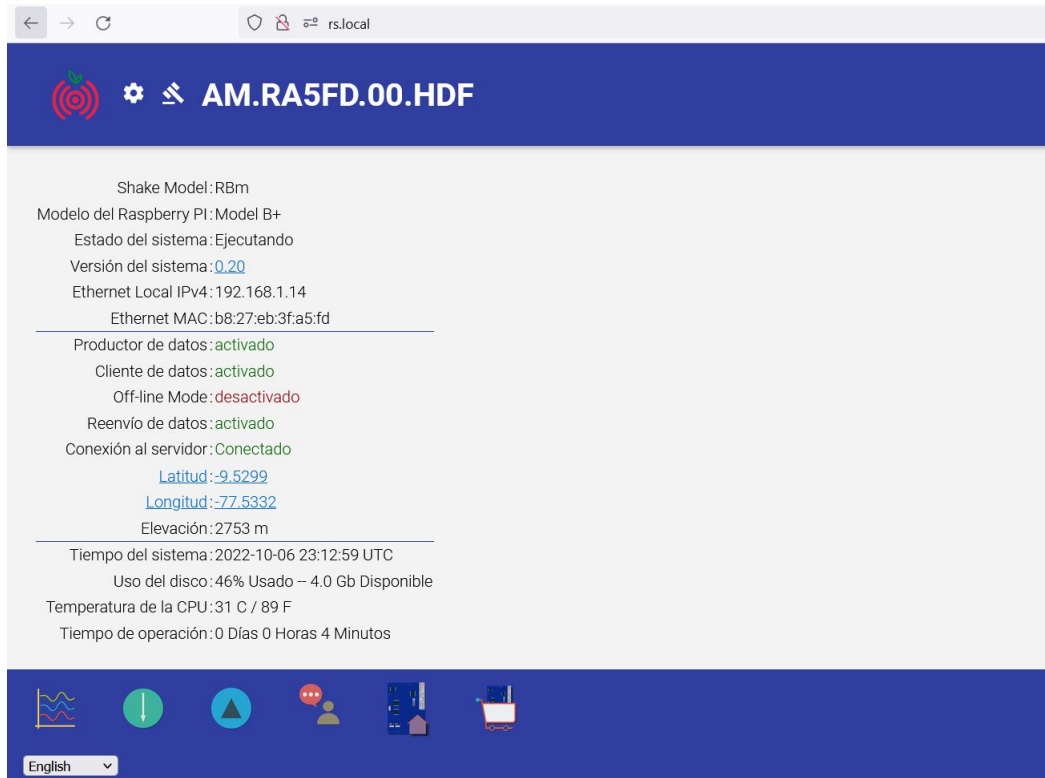 rs.local
AM.RA5FD.00.HDF
Shake Model:RBm
Modelo del Raspberry PI:Model B+
Estado del sistema:Ejecutando
Versión del sistema:0.20
Ethernet Local IPv4:192.168.1.14
Ethernet MAC:b8:27:eb:3f:a5:fd
Productor de datos:activado
Cliente de datos:activado
Off-line Mode:desactivado
Reenvío de datos:activado
Conexión al servidor:Conectado
Latitud:-9.5299
Longitud:-77.5332
Elevación:2753 m
Tiempo del sistema:2022-10-06 23:12:59 UTC
Uso del disco:46% Usado -- 4.0 Gb Disponible
Temperatura de la CPU:31 C / 89 F
Tiempo de operación:0 Días 0 Horas 4 Minutos
English